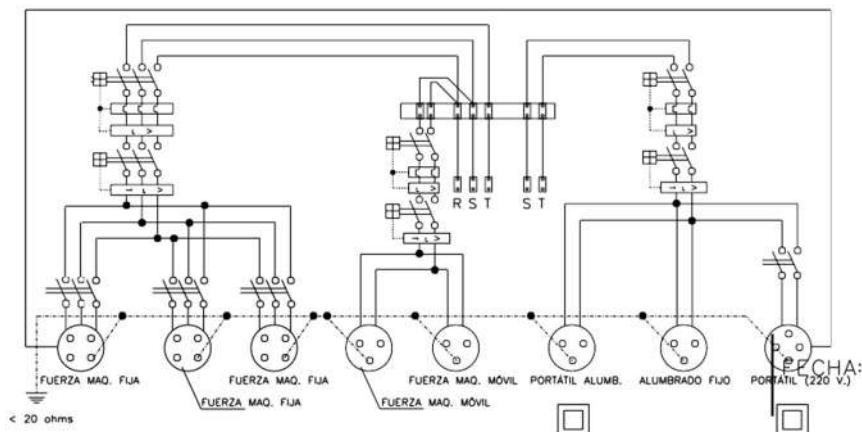 R S T S T
FUERZA MAQ. FIJA FUERZA MAQ. FIJA FUERZA MAQ. MÓVIL PORTÁTIL ALUMB. ALUMBRADO FIJO PORTÁTIL (220 V.)
FECHA:
FUERZA MAQ. FIJA FUERZA MAQ. MÓVIL
< 20 ohms